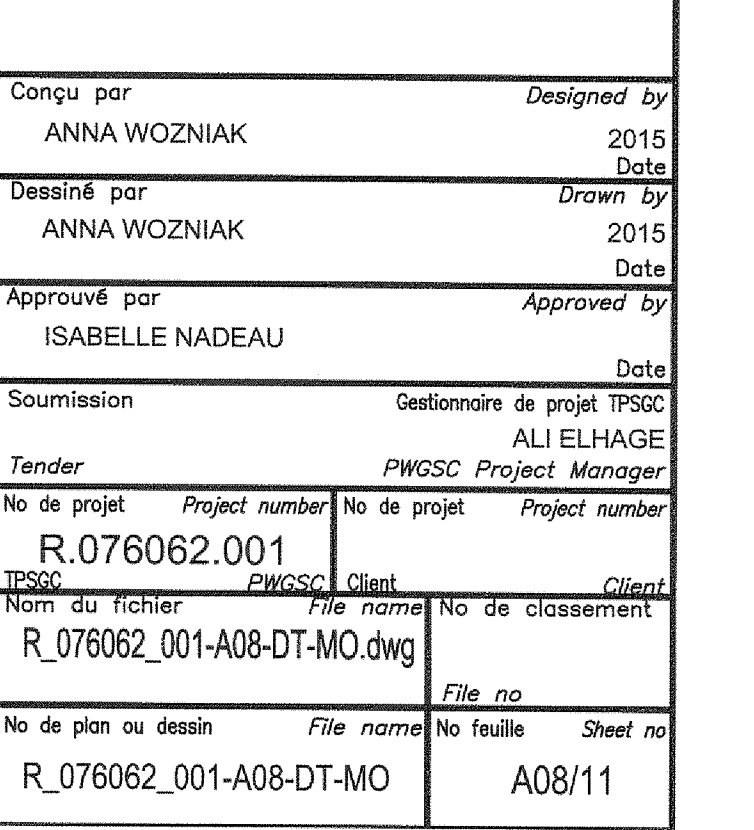 Conçu par Designed by
ANNA WOZNIAK 2015
Date
Dessiné par Drawn by
ANNA WOZNIAK 2015
Date
Approuvé par Approved by
ISABELLE NADEAU
Date
Soumission Gestionnaire de projet TPSGC
ALI ELHAGE
Tender PWGSC Project Manager
No de projet Project number No de projet Project number
R.076062.001
TPSGC PWGSC Client Client
Nom du fichier File name No de classement
R_076062_001-A08-DT-MO.dwg
File no
No de plan ou dessin File name No feuille Sheet no
R_076062_001-A08-DT-MO A08/11